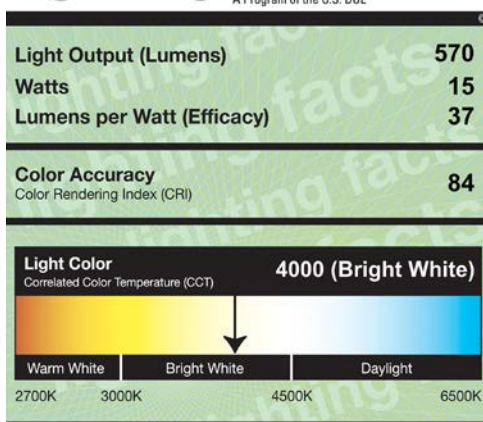 A Program of the U.S. DOE
Light Output (Lumens) 570
Watts 15
Lumens per Watt (Efficacy) 37
Color Accuracy
Color Rendering Index (CRI) 84
Light Color
Correlated Color Temperature (CCT) 4000 (Bright White)
Warm White Bright White Daylight
2700K 3000K 4500K 6500K